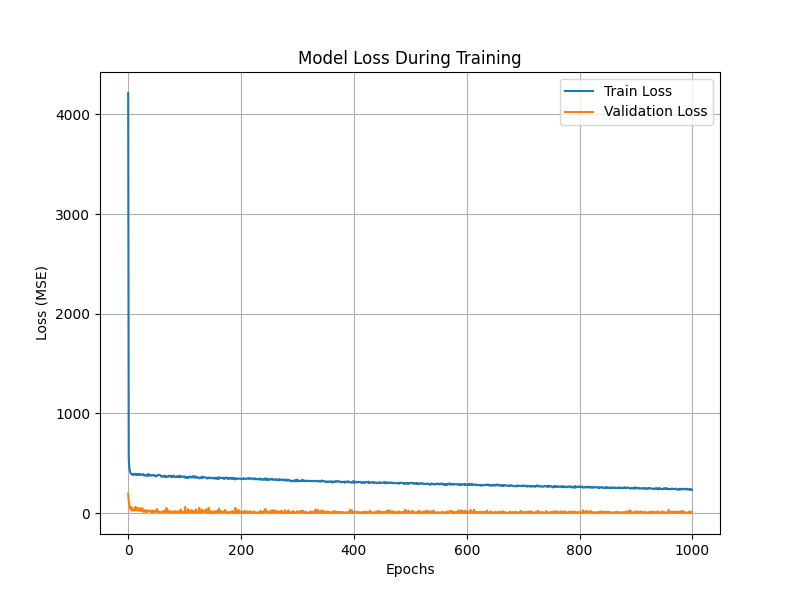 Model Loss During Training
Train Loss
Validation Loss
4000
3000
2000
1000
0
Loss (MSE)
0 200 400 600 800 1000
Epochs